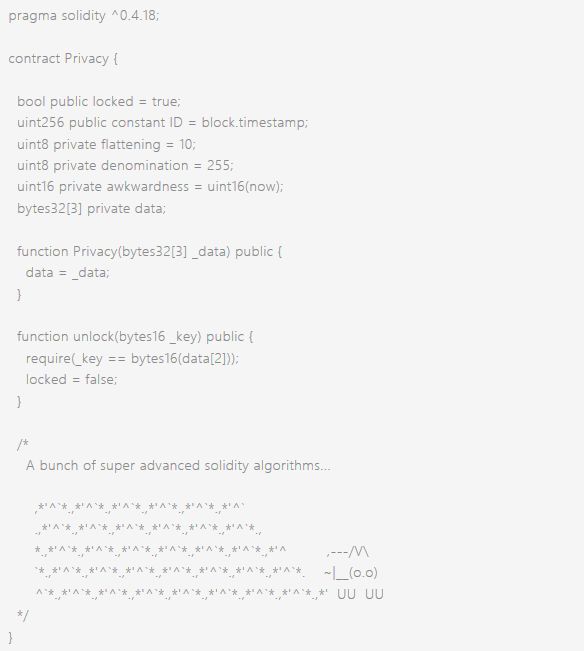 pragma solidity ^0.4.18;
contract Privacy {
bool public locked = true;
uint256 public constant ID = block.timestamp;
uint8 private flattening = 10;
uint8 private denomination = 255;
uint16 private awkwardness = uint16(now);
bytes32[3] private data;
function Privacy(bytes32[3] _data) public {
data = _data;
}
function unlock(bytes16 _key) public {
require(_key == bytes16(data[2]));
locked = false;
}
/*
A bunch of super advanced solidity algorithms...
,*'^`*.,*'^`*.,*'^`*.,*'^`*.,*'^`*.,*'^`
.,*'^`*.,*'^`*.,*'^`*.,*'^`*.,*'^`*.,*'^`*.,
*.,*'^`*.,*'^`*.,*'^`*.,*'^`*.,*'^`*.,*'^`*.,*'^ ,---/V\
`*.,*'^`*.,*'^`*.,*'^`*.,*'^`*.,*'^`*.,*'^`*.,*'^`*. ~|__(o.o)
^`*.,*'^`*.,*'^`*.,*'^`*.,*'^`*.,*'^`*.,*'^`*.,*'^`*.,*' UU UU
*/
}